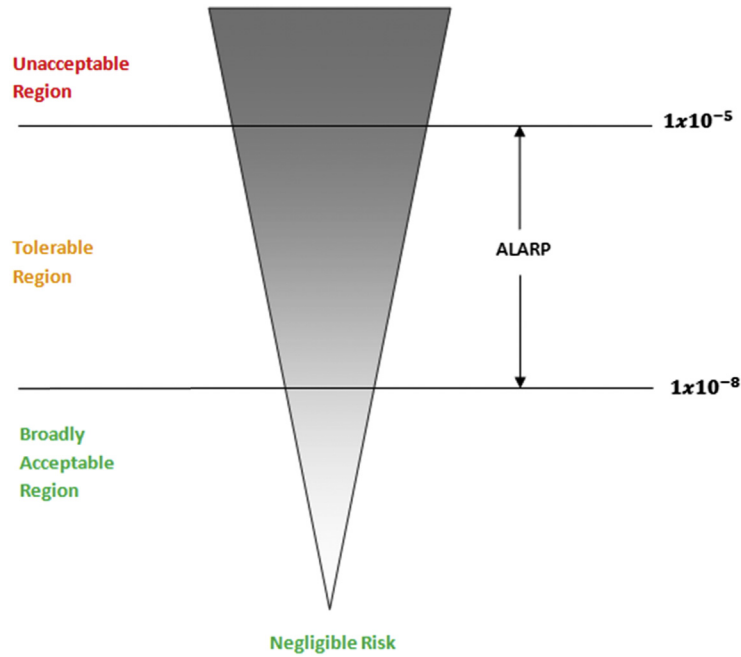 Unacceptable
Region
1x10⁻⁵
Tolerable
Region
ALARP
1x10⁻⁸
Broadly
Acceptable
Region
Negligible Risk